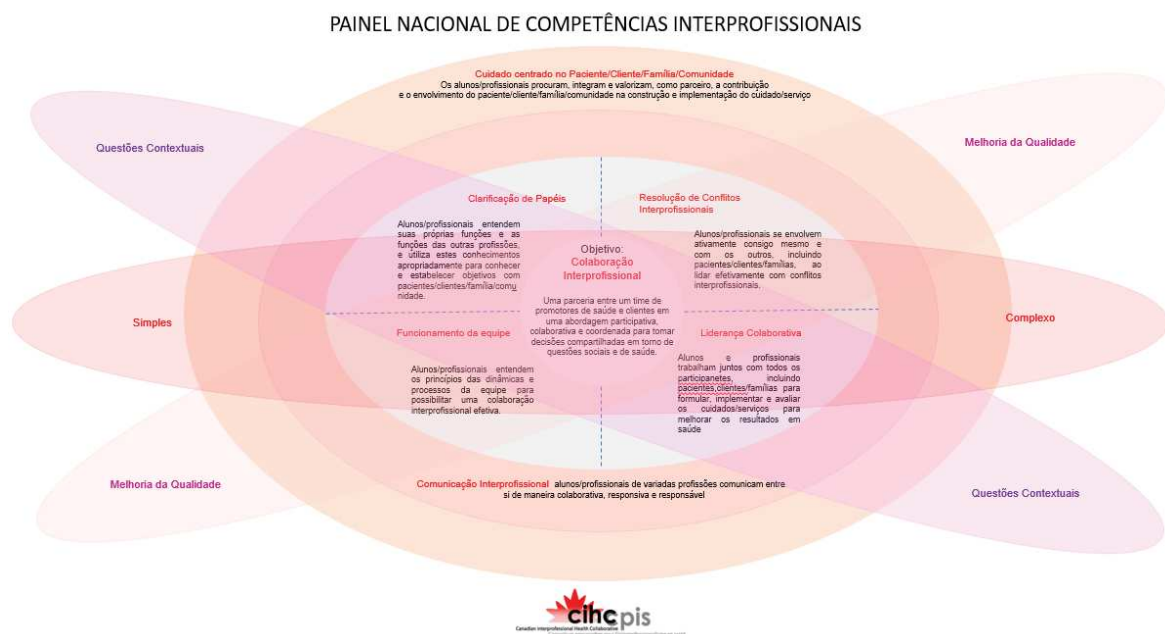 PAINEL NACIONAL DE COMPETÊNCIAS INTERPROFISSIONAIS
Cuidado centrado no Paciente/Cliente/Família/Comunidade
Os alunos/profissionais procuram, integram e valorizam, como parceiro, a contribuição
e o envolvimento do paciente/cliente/família/comunidade na construção e implementação do cuidado/serviço
Questões Contextuais
Melhoria da Qualidade
Clarificação de Papéis
Alunos/profissionais entendem
suas próprias funções e as
funções das outras profissões,
e utiliza estes conhecimentos
apropriadamente para conhecer
e estabelecer objetivos com
pacientes/clientes/família/comu
nidade.
Resolução de Conflitos
Interprofissionais
Alunos/profissionais se envolvem
ativamente consigo mesmo e
com os outros, incluindo
pacientes/clientes/famílias, ao
lidar efetivamente com conflitos
interprofissionais.
Objetivo:
Colaboração
Interprofissional
Uma parceria entre um time de
promotores de saúde e clientes em
uma abordagem participativa,
colaborativa e coordenada para tomar
decisões compartilhadas em torno de
questões sociais e de saúde.
Simples
Complexo
Funcionamento da equipe
Alunos/profissionais entendem
os princípios das dinâmicas e
processos da equipe para
possibilitar uma colaboração
interprofissional efetiva.
Liderança Colaborativa
Alunos e profissionais
trabalham juntos com todos os
participanetes, incluindo
pacientes,clientes/famílias para
formular, implementar e avaliar
os cuidados/serviços para
melhorar os resultados em
saúde
Melhoria da Qualidade
Comunicação Interprofissional alunos/profissionais de variadas profissões comunicam entre
si de maneira colaborativa, responsiva e responsável
Questões Contextuais
cihcpis
Canadian Interprofessional Health Collaborative